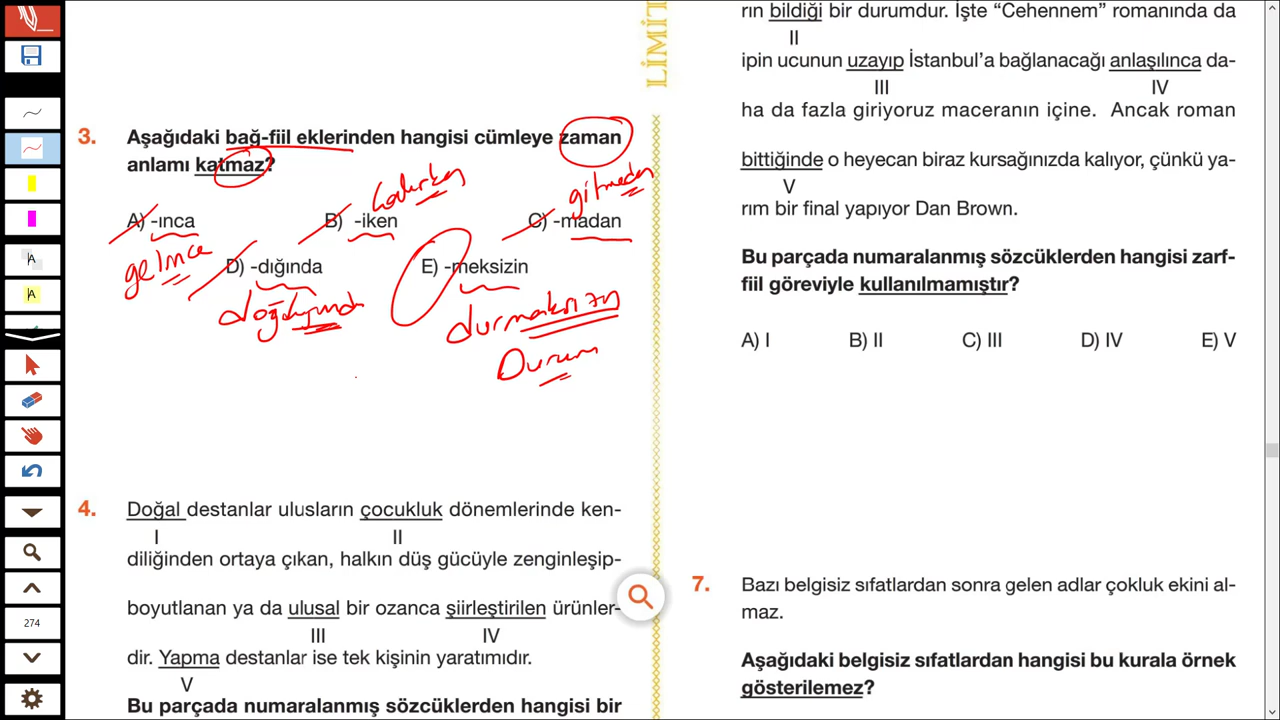 3. Aşağıdaki bağ-fiil eklerinden hangisi cümleye zaman
anlamı katmaz?
A) -ınca B) -iken C) -madan
gitmeden
gelince
D) -dığında E) -meksizin
doğduğunda
durmaksızın
Durum
4. Doğal destanlar ulusların çocukluk dönemlerinde ken-
I II
diliğinden ortaya çıkan, halkın düş gücüyle zenginleşip
boyutlanan ya da ulusal bir ozanca şiirleştirilen ürünler-
III IV
dir. Yapma destanlar ise tek kişinin yaratımıdır.
V
Bu parçada numaralanmış sözcüklerden hangisi bir
LİMİT
rın bildiği bir durumdur. İşte “Cehennem” romanında da
II
ipin ucunun uzayıp İstanbul’a bağlanacağı anlaşılınca da-
III IV
ha da fazla giriyoruz maceranın içine. Ancak roman
bittiğinde o heyecan biraz kursağınızda kalıyor, çünkü ya-
V
rım bir final yapıyor Dan Brown.
Bu parçada numaralanmış sözcüklerden hangisi zarf-
fiil göreviyle kullanılmamıştır?
A) I B) II C) III D) IV E) V
7. Bazı belgisiz sıfatlardan sonra gelen adlar çokluk ekini al-
maz.
Aşağıdaki belgisiz sıfatlardan hangisi bu kurala örnek
gösterilemez?
A
A
274